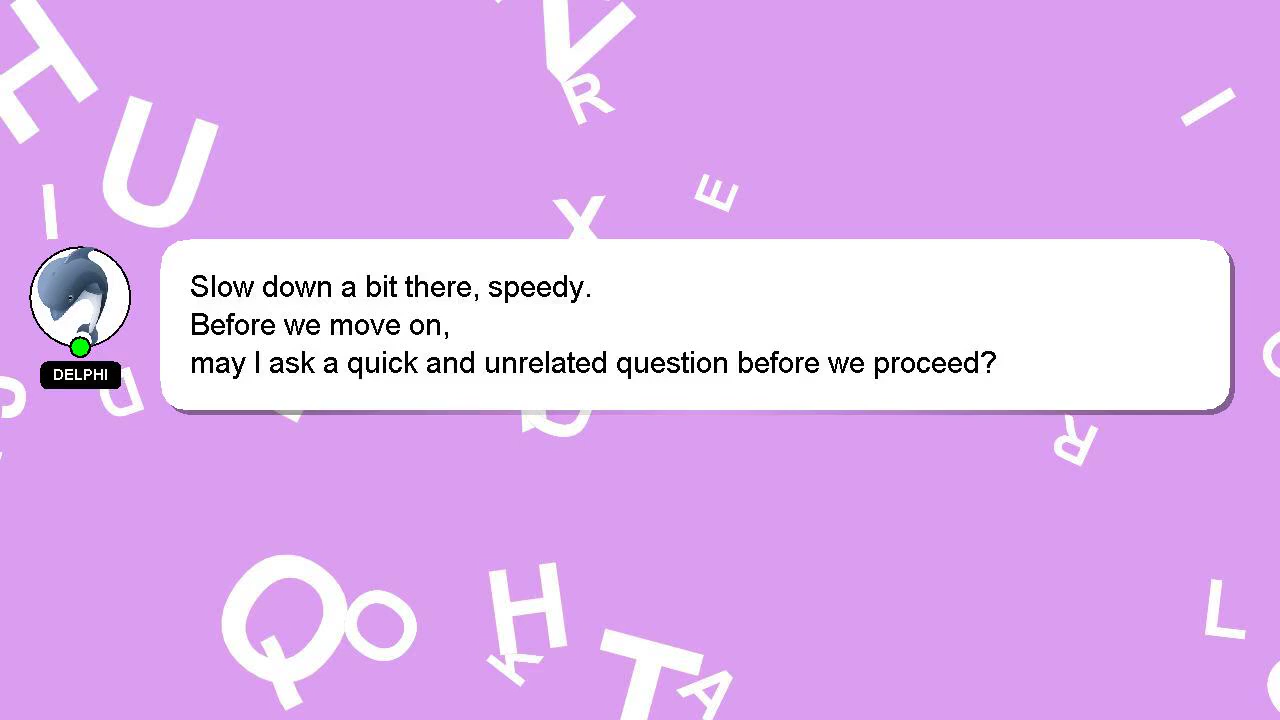 H
U
I
V
R
E
X
I
Slow down a bit there, speedy.
Before we move on,
may I ask a quick and unrelated question before we proceed?
DELPHI
R
Q
O
H
K
T
A
L